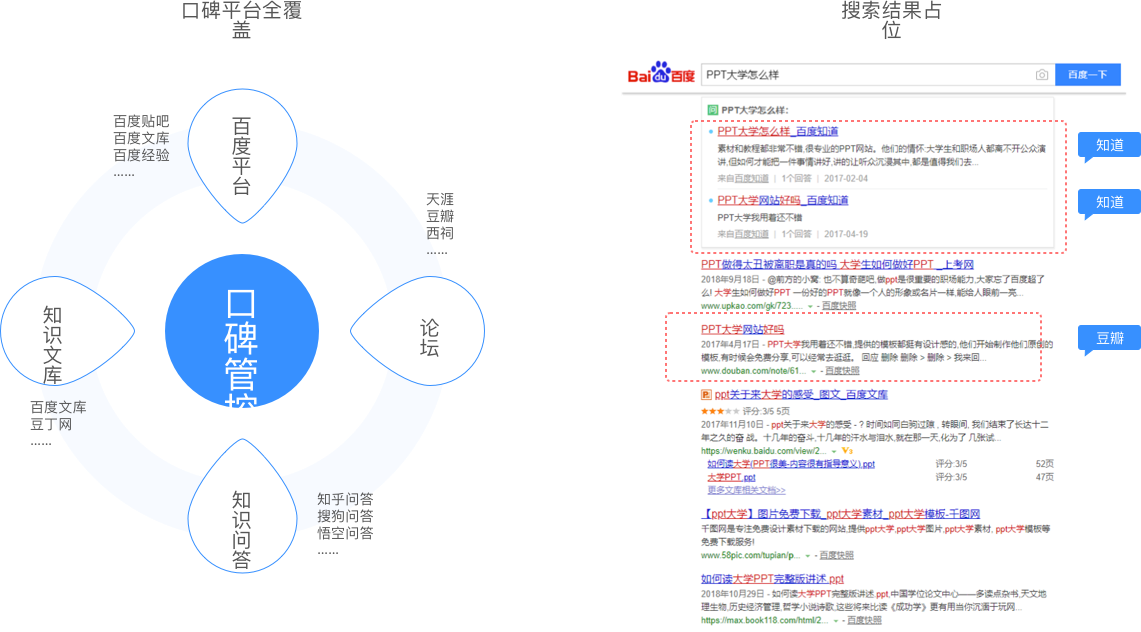 口碑平台全覆
盖
百度贴吧
百度文库
百度经验
......
百度平台
天涯
豆瓣
西祠
......
口碑管控
知识文库
论坛
百度文库
豆丁网
......
知识问答
知乎问答
搜狗问答
悟空问答
......
搜索结果占
位
Bai du 百度
PPT大学怎么样
百度一下
问 PPT大学怎么样:
PPT大学怎么样_百度知道
素材和教程都非常不错,很专业的PPT网站。他们的情怀:大学生和职场人都离不开公众演
讲,但如何才能把一件事情讲好,讲的让听众沉浸其中,都是值得我们去...
来自百度知道 | 1个回答 | 2017-02-04
知道
PPT大学网站好吗_百度知道
PPT大学我用着还不错
来自百度知道 | 1个回答 | 2017-04-19
知道
PPT做得太丑被离职是真的吗 大学生如何做好PPT _上考网
2018年9月18日 - @前方的小窝: 也不算奇葩吧,做ppt是很重要的职场能力,大家忘了百度超了
么! 大学生如何做好PPT 一份好的PPT就像一个人的形象或名片一样,能给人眼前一亮...
www.upkao.com/gk/723.... - 百度快照
PPT大学网站好吗
2017年4月17日 - PPT大学我用着还不错,提供的模板都挺有设计感的,他们开始制作他们原创的
模板,有时候会免费分享,可以经常去逛逛。 回应 删除 删除 > 删除 > 我来回...
www.douban.com/note/61... - 百度快照
豆瓣
ppt关于来大学的感受_图文_百度文库
评分:3/5 5页
2017年11月10日 - ppt关于来大学的感受 - ? 时间如同白驹过隙 , 转眼间, 我们结束了长达十二
年之久的奋 战。十几年的奋斗,十几年的汗水与泪水,就在那一天,化为了 几张试...
https://wenku.baidu.com/view/2...
如何读大学(PPT很美-内容很有指导意义).ppt 评分:3/5 52页
大学PPT.ppt 评分:3/5 47页
更多文库相关文档>>
【ppt大学】图片免费下载_ppt大学素材_ppt大学模板-千图网
千图网是专注免费设计素材下载的网站,提供ppt大学,ppt大学图片,ppt大学素材, ppt大学模板等
免费下载服务!
www.58pic.com/tupian/p... - 百度快照
如何读大学PPT完整版讲述.ppt
2018年10月29日 - 如何读大学PPT完整版讲述.ppt,中国学位论文中心——多读点杂书,天文地
理生物,历史经济管理,哲学小说诗歌,这些将来比读《成功学》更有用当你沉溺于玩网...
https://max.book118.com/html/2... - 百度快照